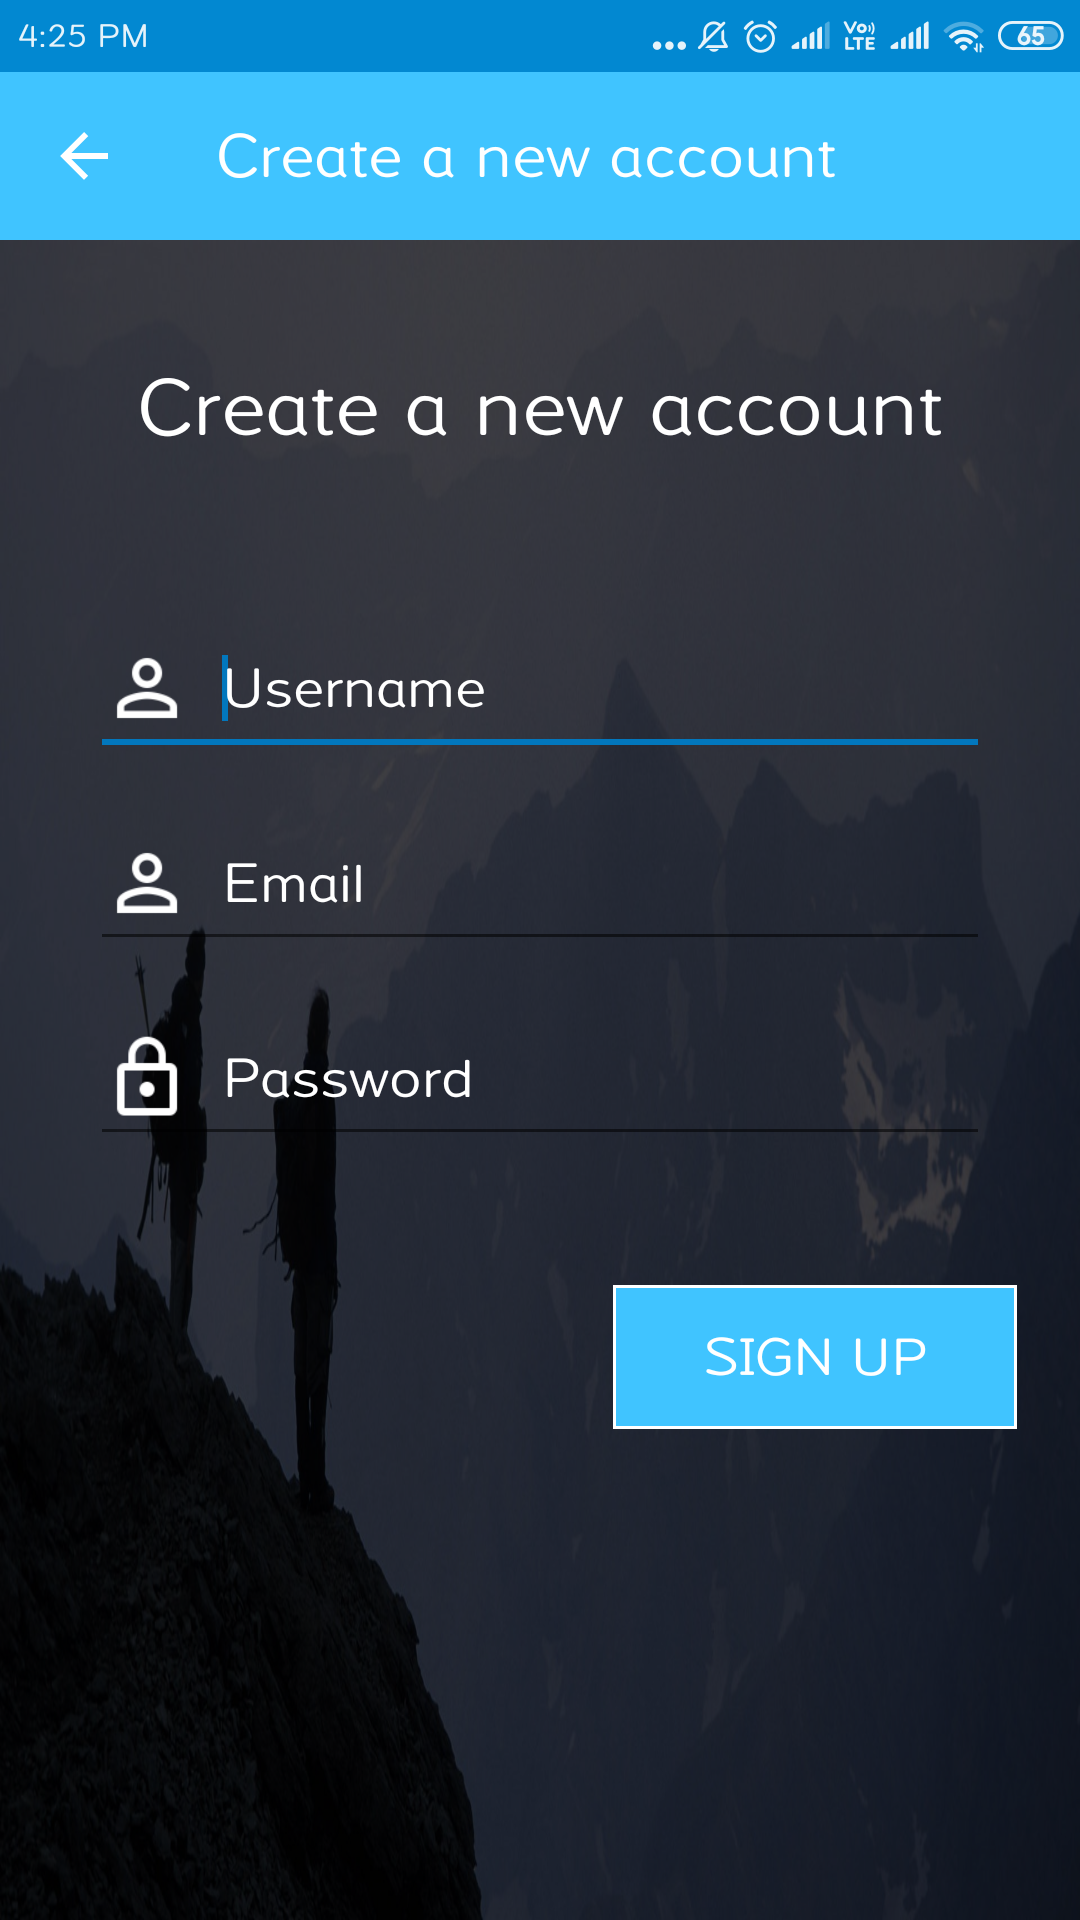 4:25 PM ... Vo LTE 65
Create a new account
Create a new account
Username
Email
Password
SIGN UP